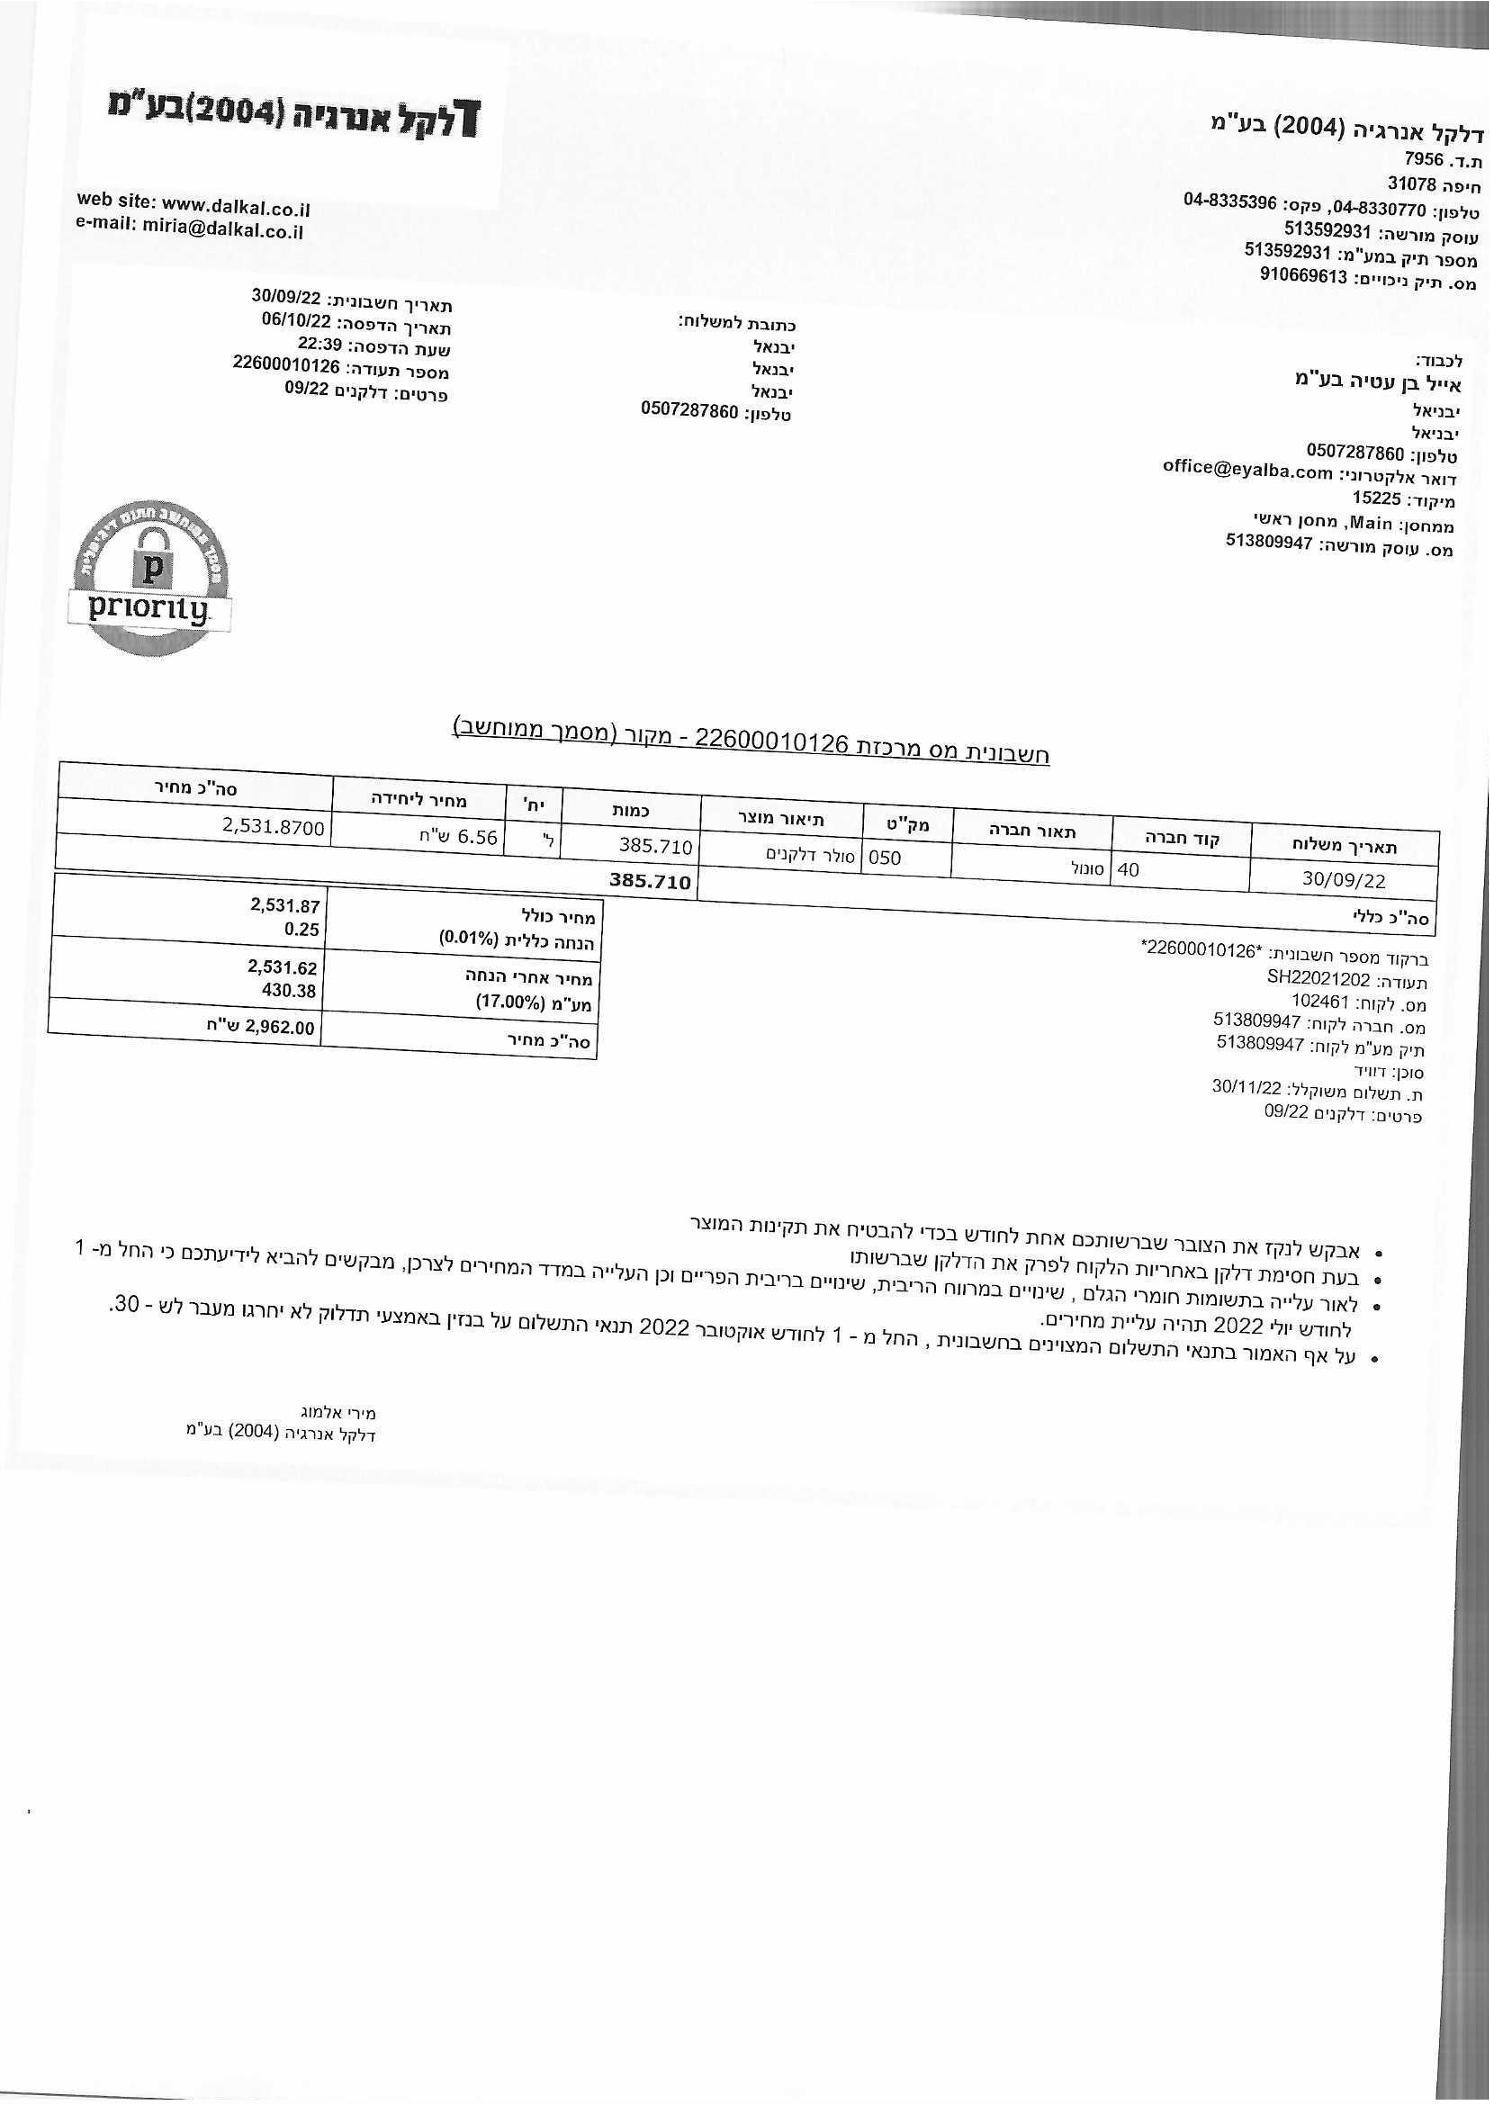 דלקל אנרגיה (2004)בע"מ
web site: www.dalkal.co.il
e-mail: miria@dalkal.co.il
דלקל אנרגיה (2004) בע"מ
ת.ד. 7956
חיפה 31078
טלפון: 04-8330770, פקס: 04-8335396
עוסק מורשה: 513592931
מספר תיק במע"מ: 513592931
מס. תיק ניכויים: 910669613
תאריך חשבונית: 30/09/22
תאריך הדפסה: 06/10/22
שעת הדפסה: 22:39
מספר תעודה: 22600010126
פרטים: דלקנים 09/22
כתובת למשלוח:
יבנאל
יבנאל
יבנאל
טלפון: 0507287860
לכבוד:
אייל בן עטיה בע"מ
יבניאל
יבניאל
טלפון: 0507287860
דואר אלקטרוני: office@eyalba.com
מיקוד: 15225
ממחסן: Main, מחסן ראשי
מס. עוסק מורשה: 513809947
מסמך ממוחשב חתום דיגיטלית
p
priority
חשבונית מס מרכזת 22600010126 - מקור (מסמך ממוחשב)
תאריך משלוח קוד חברה תאור חברה מק"ט תיאור מוצר כמות יח' מחיר ליחידה סה"כ מחיר
30/09/22 40 סונול 050 סולר דלקנים 385.710 ל' 6.56 ש"ח 2,531.8700
סה"כ כללי 385.710
מחיר כולל 2,531.87
הנחה כללית (0.01%) 0.25
מחיר אחרי הנחה 2,531.62
מע"מ (17.00%) 430.38
סה"כ מחיר 2,962.00 ש"ח
ברקוד מספר חשבונית: *22600010126*
תעודה: SH22021202
מס. לקוח: 102461
מס. חברה לקוח: 513809947
תיק מע"מ לקוח: 513809947
סוכן: דוויד
ת. תשלום משוקלל: 30/11/22
פרטים: דלקנים 09/22
• אבקש לנקז את הצובר שברשותכם אחת לחודש בכדי להבטיח את תקינות המוצר
• בעת חסימת דלקן באחריות הלקוח לפרק את הדלקן שברשותו
• לאור עלייה בתשומות חומרי הגלם , שינויים במרווח הריבית, שינויים בריבית הפריים וכן העלייה במדד המחירים לצרכן, מבקשים להביא לידיעתכם כי החל מ- 1
לחודש יולי 2022 תהיה עליית מחירים.
• על אף האמור בתנאי התשלום המצוינים בחשבונית , החל מ - 1 לחודש אוקטובר 2022 תנאי התשלום על בנזין באמצעי תדלוק לא יחרגו מעבר לש - 30.
מירי אלמוג
דלקל אנרגיה (2004) בע"מ